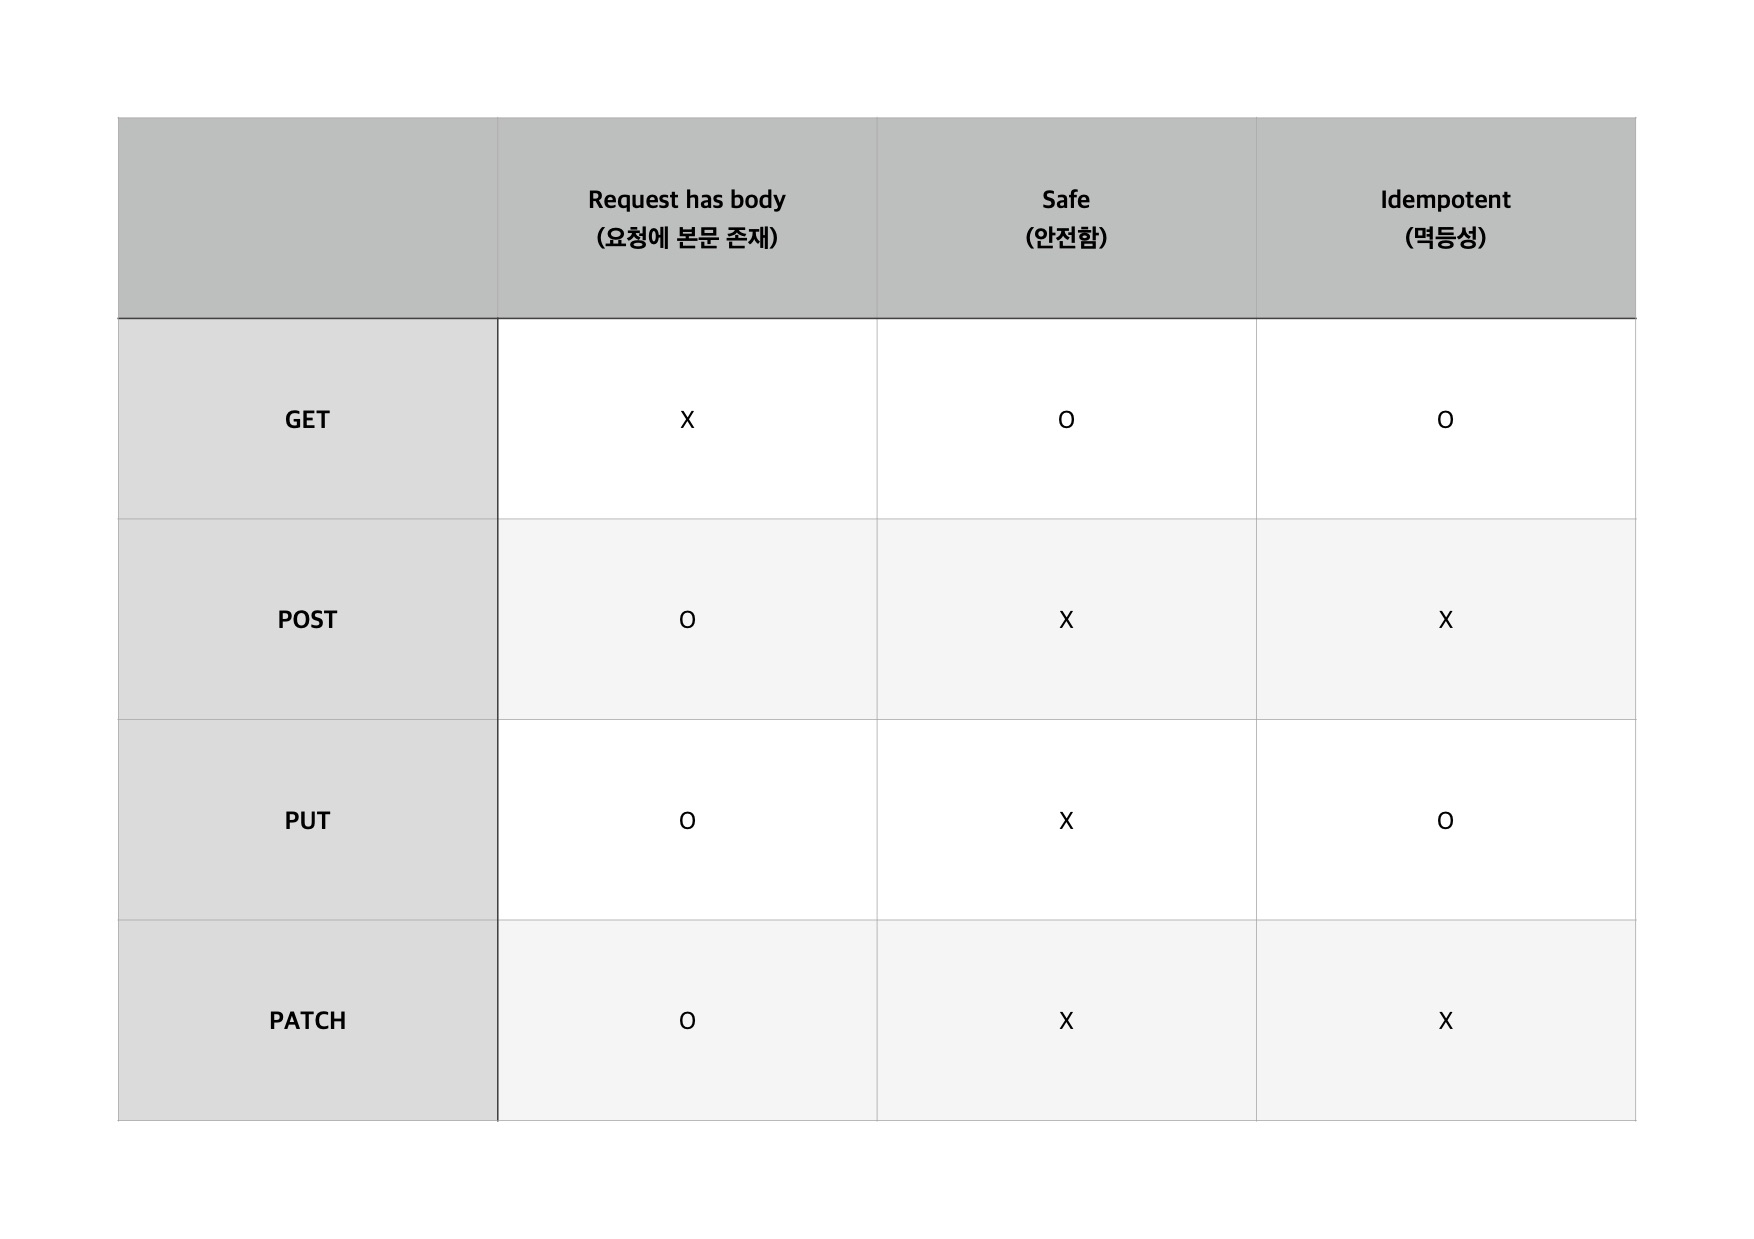 Request has body
(요청에 본문 존재)
Safe
(안전함)
Idempotent
(멱등성)
GET
X
O
O
POST
O
X
X
PUT
O
X
O
PATCH
O
X
X